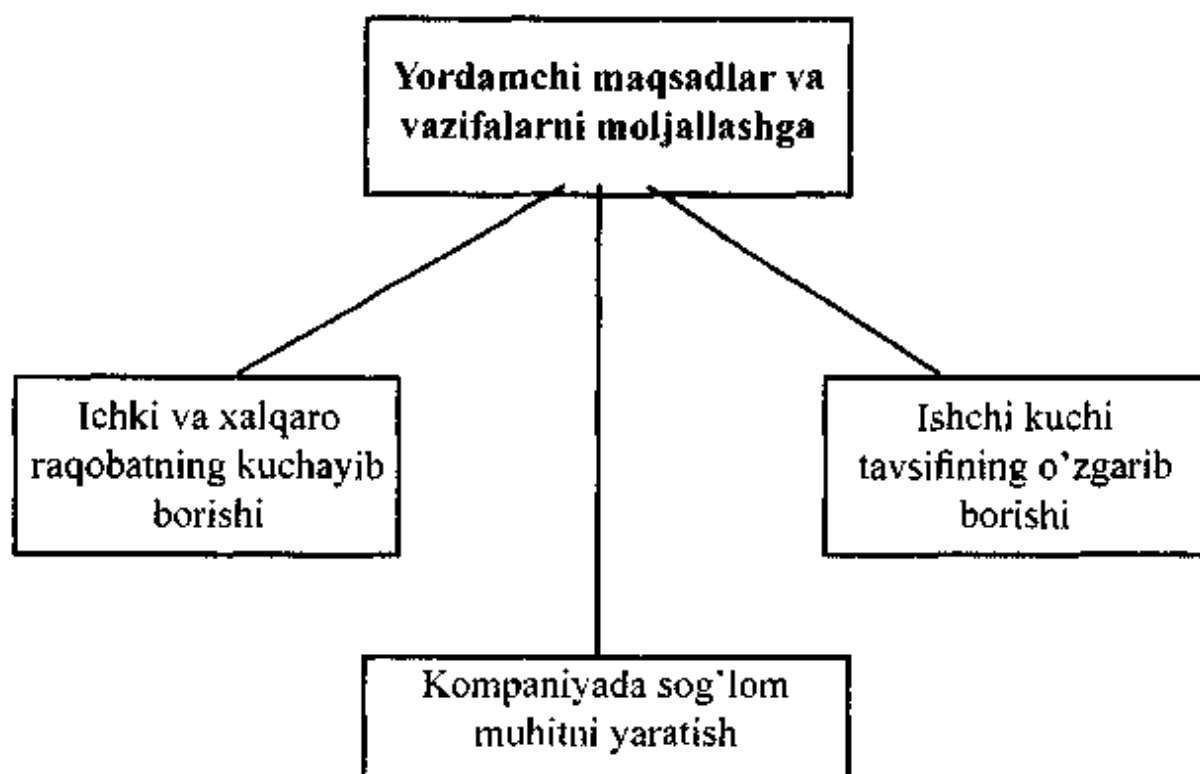 Yordamchi maqsadlar va
vazifalarni moljallashga
Ichki va xalqaro
raqobatning kuchayib
borishi
Ishchi kuchi
tavsifining o’zgarib
borishi
Kompaniyada sog`lom
muhitni yaratish